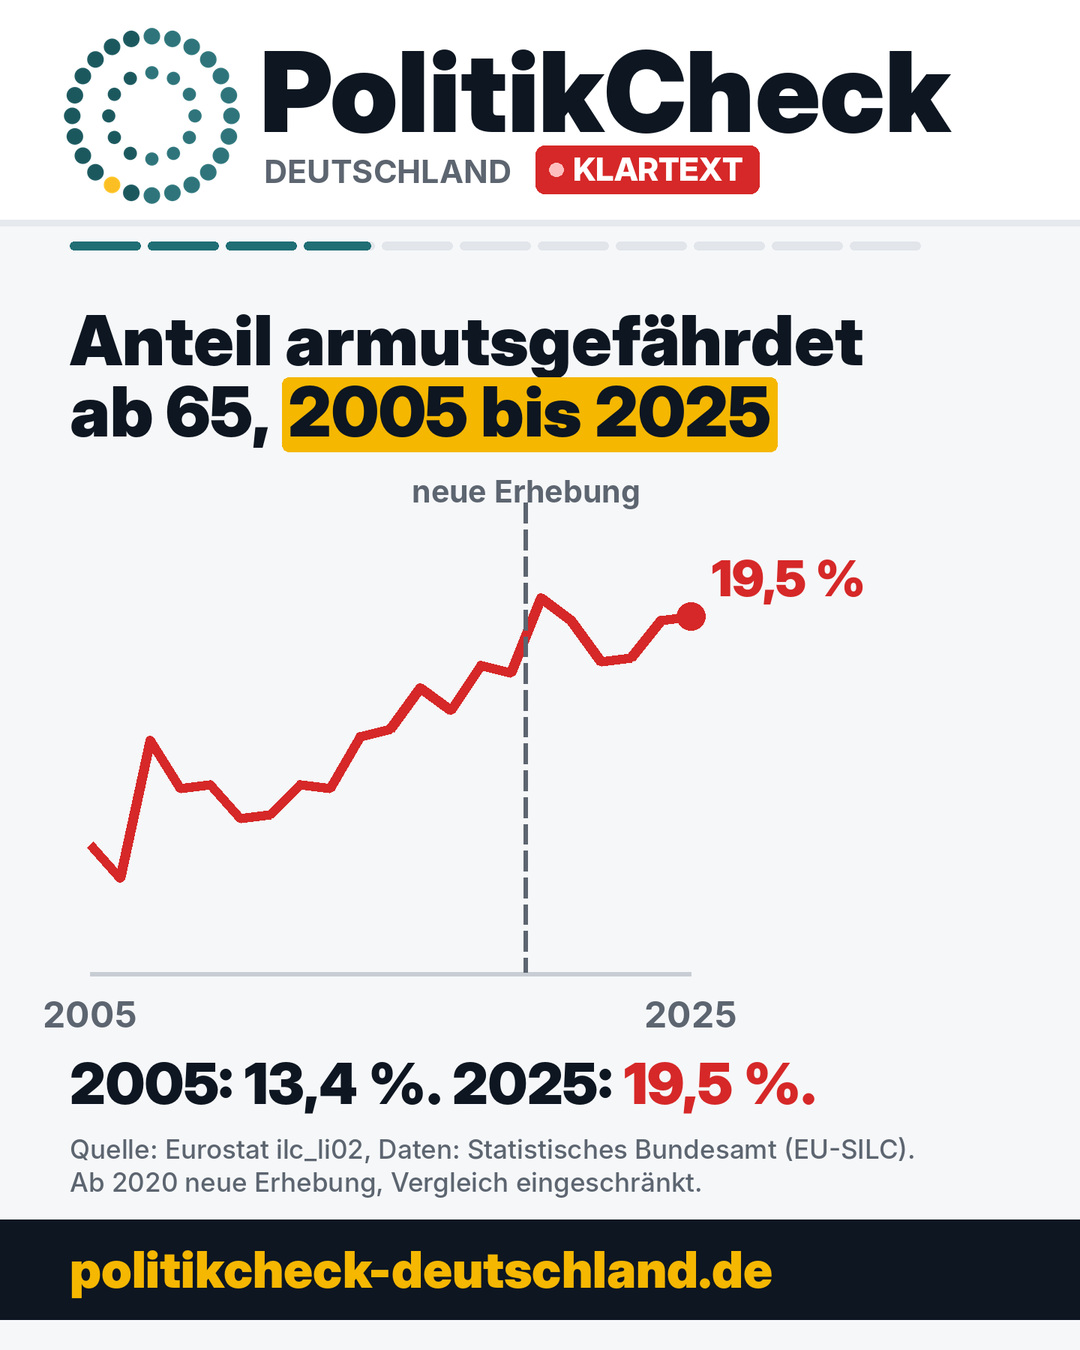 PolitikCheck
DEUTSCHLAND KLARTEXT
Anteil armutsgefährdet
ab 65, 2005 bis 2025
neue Erhebung
19,5 %
2005 2025
2005: 13,4 %. 2025: 19,5 %.
Quelle: Eurostat ilc_li02, Daten: Statistisches Bundesamt (EU-SILC).
Ab 2020 neue Erhebung, Vergleich eingeschränkt.
politikcheck-deutschland.de